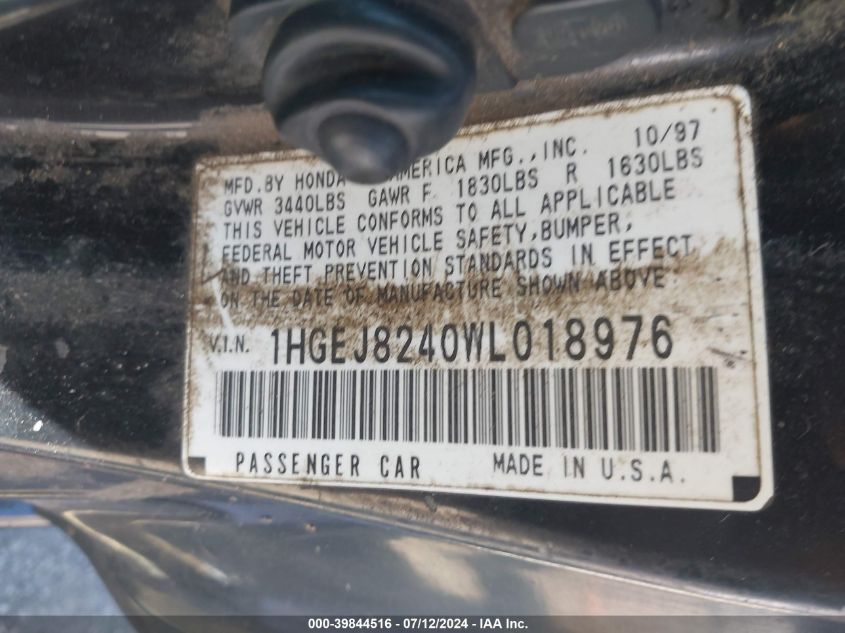 MFD.BY HONDA AMERICA MFG.,INC. 10/97
GVWR 3440LBS GAWR F 1830LBS R 1630LBS
THIS VEHICLE CONFORMS TO ALL APPLICABLE
FEDERAL MOTOR VEHICLE SAFETY,BUMPER,
AND THEFT PREVENTION STANDARDS IN EFFECT
ON THE DATE OF MANUFACTURE SHOWN ABOVE.
V.I.N. 1HGEJ8240WL018976
PASSENGER CAR MADE IN U.S.A.
000-39844516 - 07/12/2024 - IAA Inc.